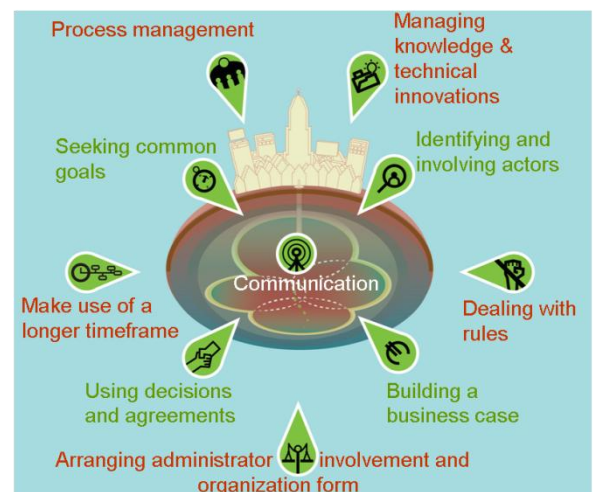 Process management
Managing
knowledge &
technical
innovations
Seeking common
goals
Identifying and
involving actors
Communication
Make use of a
longer timeframe
Dealing with
rules
Using decisions
and agreements
Building a
business case
Arranging administrator involvement and
organization form